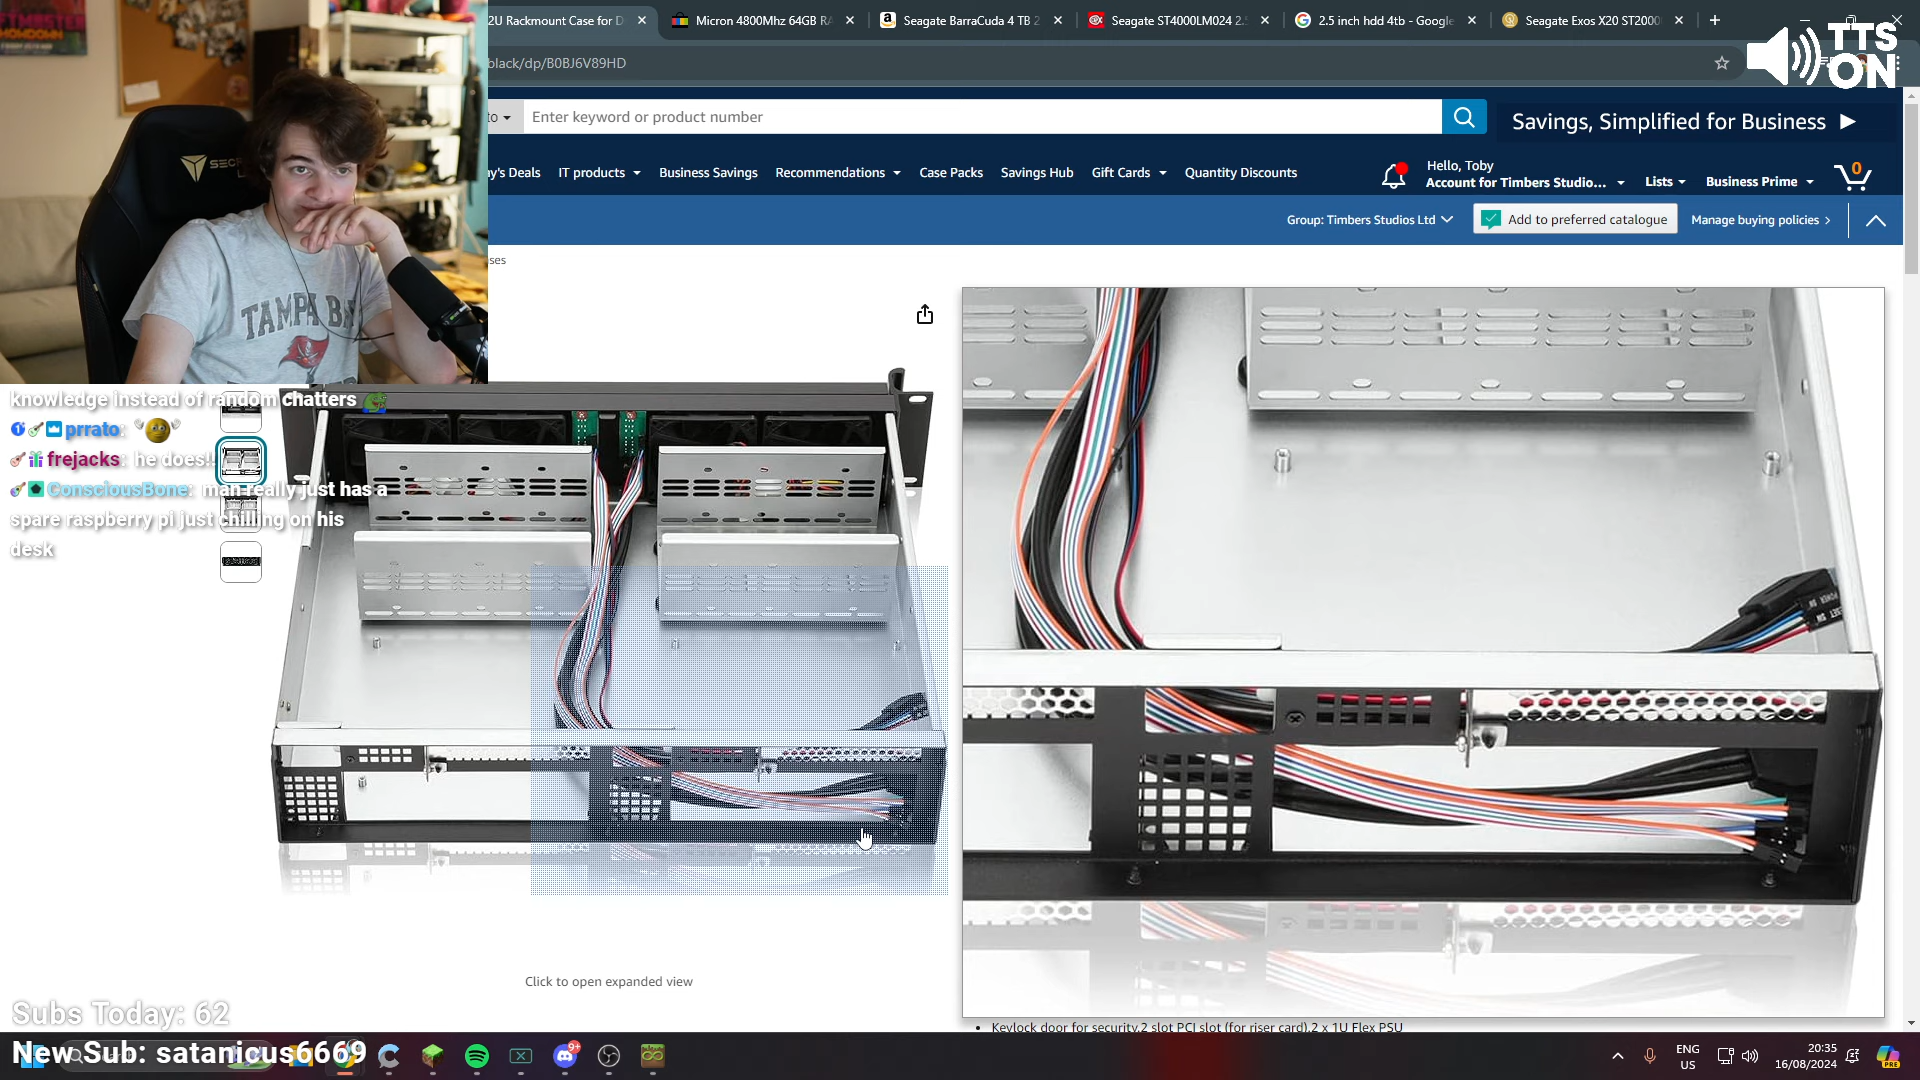 2U Rackmount Case for D
Micron 4800Mhz 64GB RA
Seagate BarraCuda 4 TB 2
Seagate ST4000LM024 2.5
2.5 inch hdd 4tb - Google
Seagate Exos X20 ST2000
TTS
ON
black/dp/B0BJ6V89HD
Enter keyword or product number
Savings, Simplified for Business
y's Deals
IT products
Business Savings
Recommendations
Case Packs
Savings Hub
Gift Cards
Quantity Discounts
Hello, Toby
Account for Timbers Studio...
Lists
Business Prime
0
Group: Timbers Studios Ltd
Add to preferred catalogue
Manage buying policies
ses
TAMPA BA
knowledge instead of random chatters
prrato:
frejacks: he does!!
ConsciousBone: man really just has a
spare raspberry pi just chilling on his
desk
Click to open expanded view
Keylock door for security,2 slot PCI slot (for riser card),2 x 1U Flex PSU
Subs Today: 62
New Sub: satanicus6669
9+
ENG
US
20:35
16/08/2024
PRE